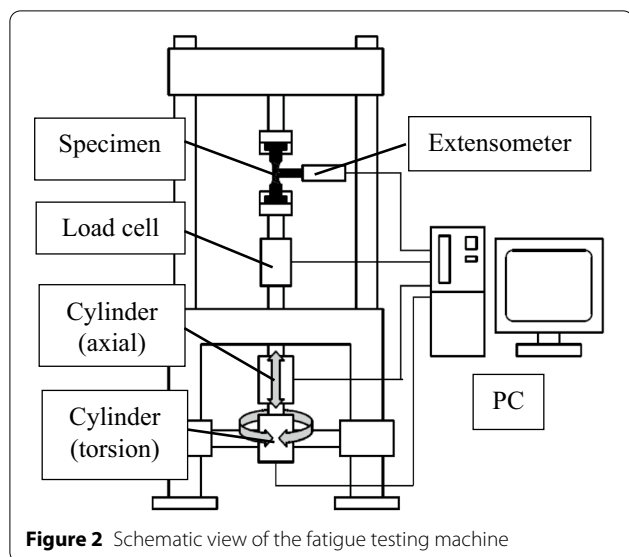 Specimen
Extensometer
Load cell
Cylinder
(axial)
PC
Cylinder
(torsion)
Figure 2 Schematic view of the fatigue testing machine